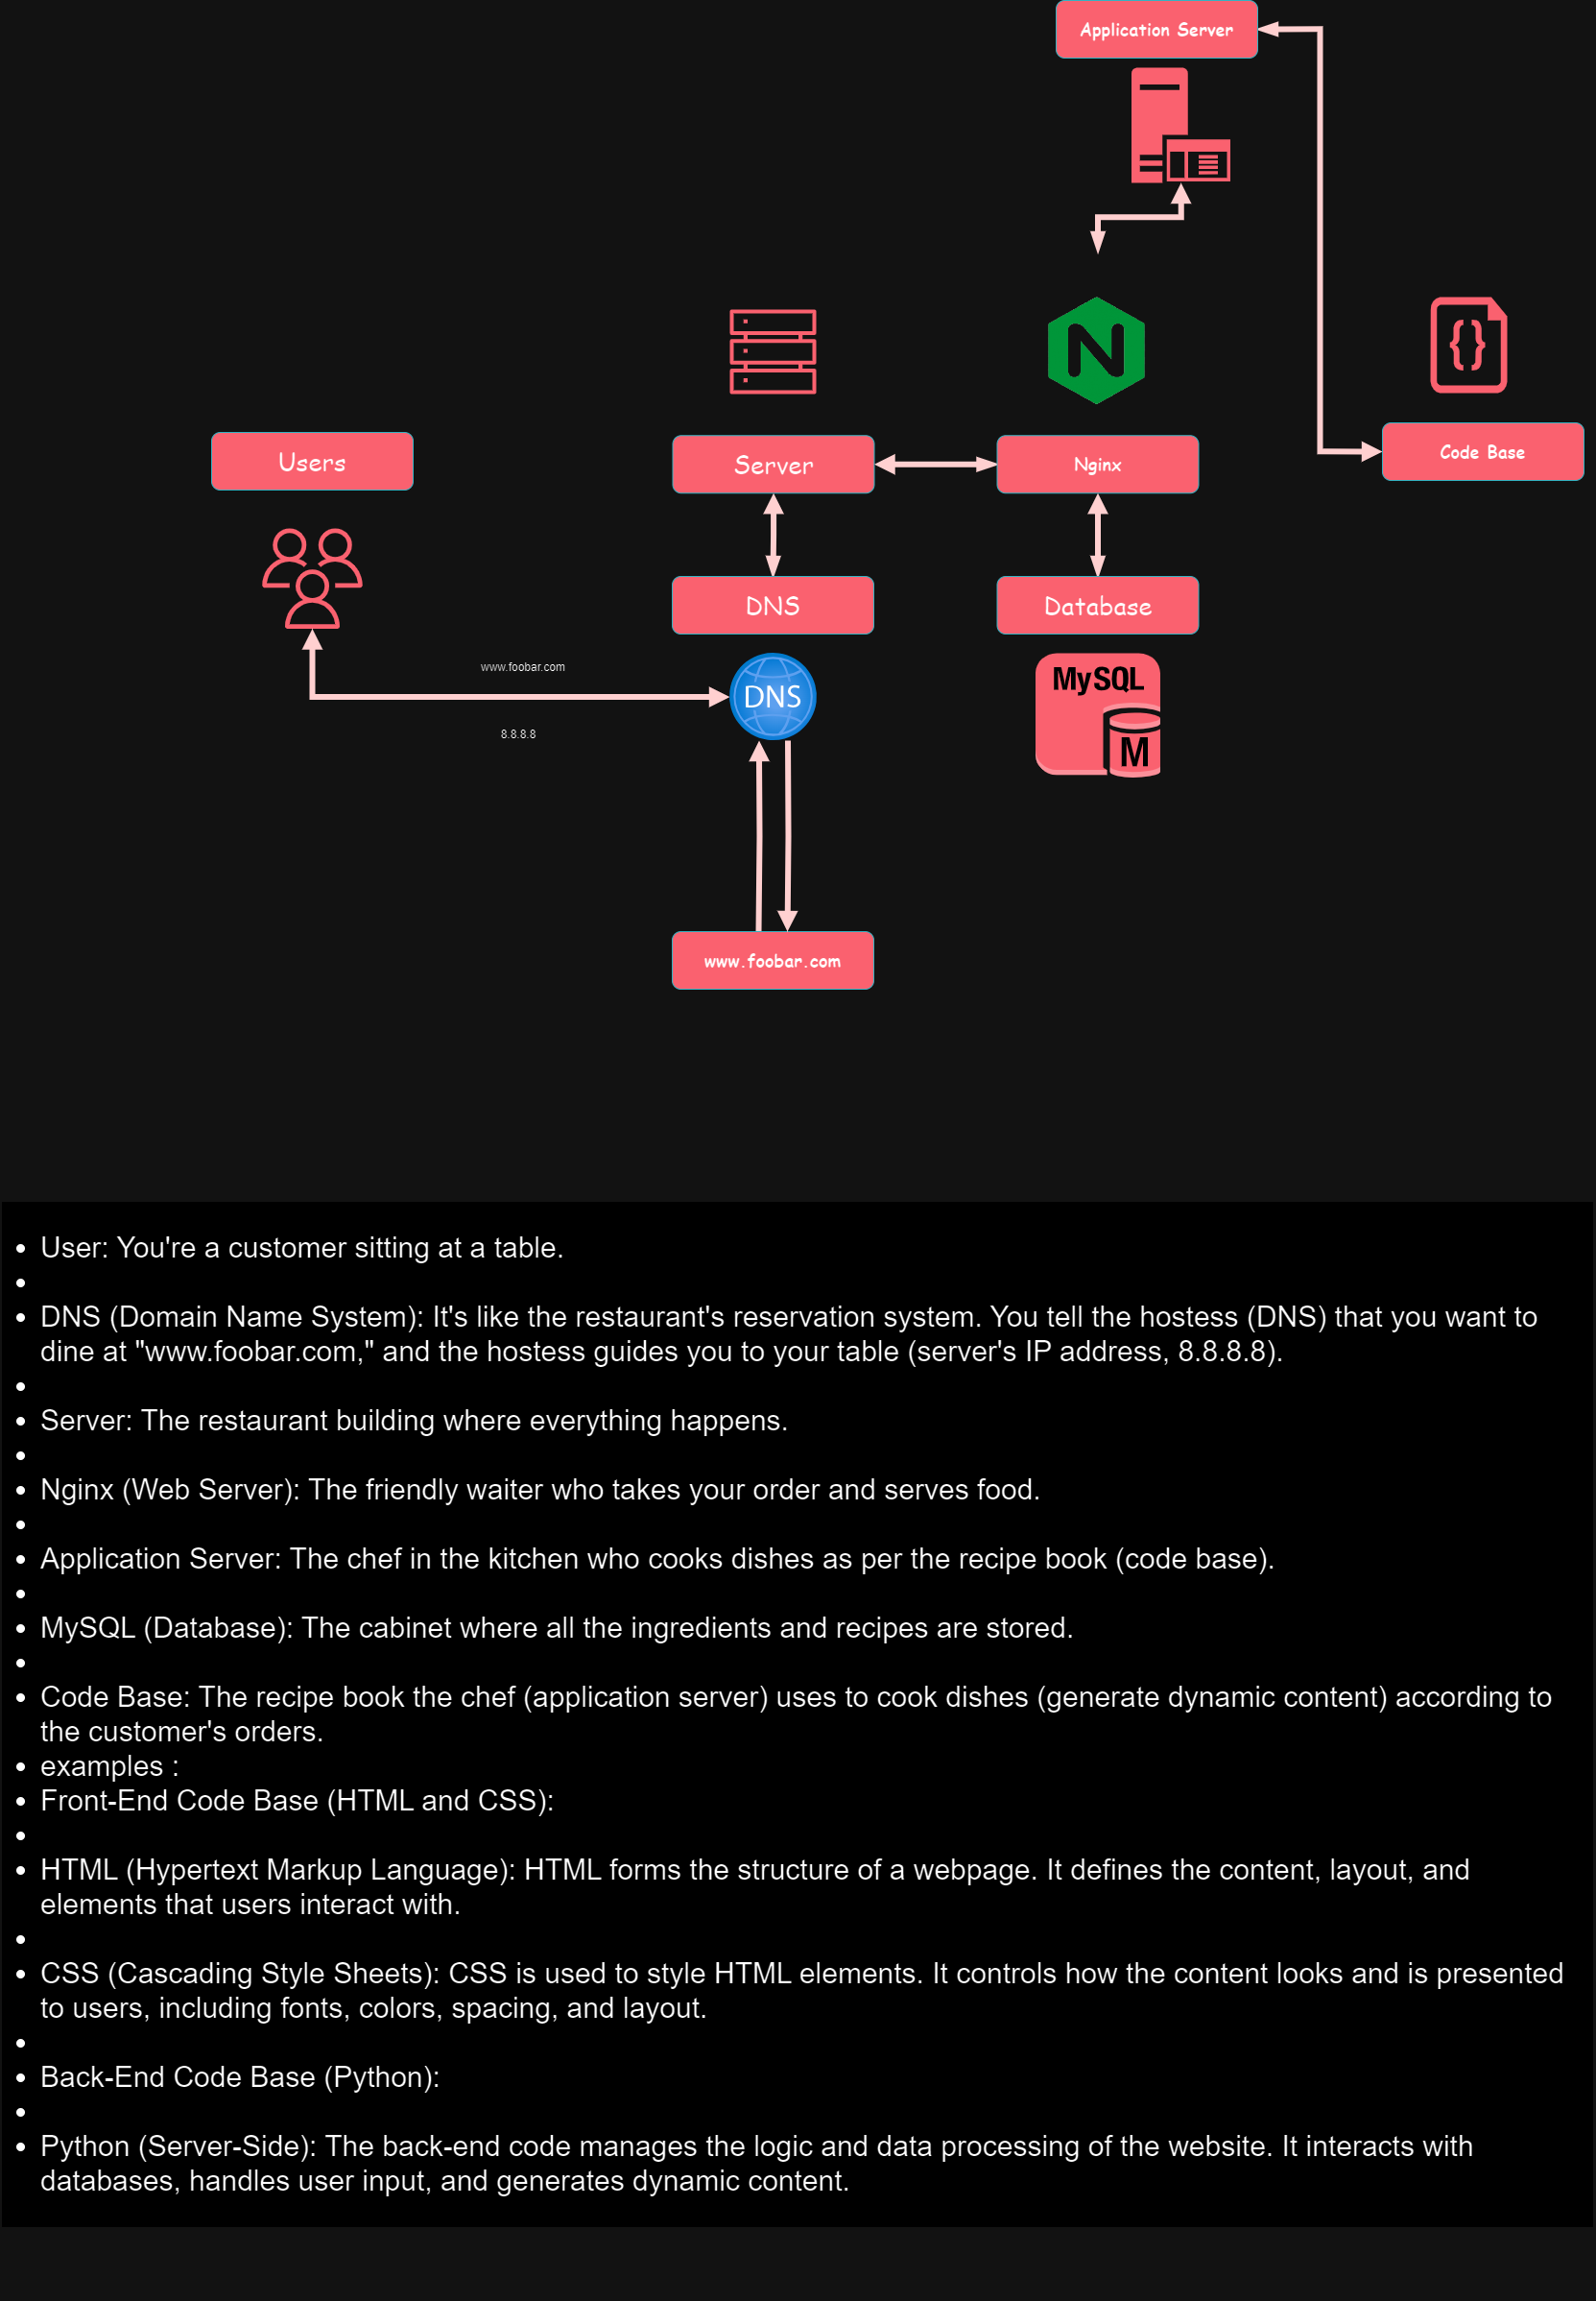 Application Server
Users
Server
Nginx
Code Base
DNS
Database
www.foobar.com
DNS
MySQL
M
8.8.8.8
www.foobar.com
• User: You're a customer sitting at a table.
•
• DNS (Domain Name System): It's like the restaurant's reservation system. You tell the hostess (DNS) that you want to
dine at "www.foobar.com," and the hostess guides you to your table (server's IP address, 8.8.8.8).
•
• Server: The restaurant building where everything happens.
•
• Nginx (Web Server): The friendly waiter who takes your order and serves food.
•
• Application Server: The chef in the kitchen who cooks dishes as per the recipe book (code base).
•
• MySQL (Database): The cabinet where all the ingredients and recipes are stored.
•
• Code Base: The recipe book the chef (application server) uses to cook dishes (generate dynamic content) according to
the customer's orders.
• examples :
• Front-End Code Base (HTML and CSS):
•
• HTML (Hypertext Markup Language): HTML forms the structure of a webpage. It defines the content, layout, and
elements that users interact with.
•
• CSS (Cascading Style Sheets): CSS is used to style HTML elements. It controls how the content looks and is presented
to users, including fonts, colors, spacing, and layout.
•
• Back-End Code Base (Python):
•
• Python (Server-Side): The back-end code manages the logic and data processing of the website. It interacts with
databases, handles user input, and generates dynamic content.